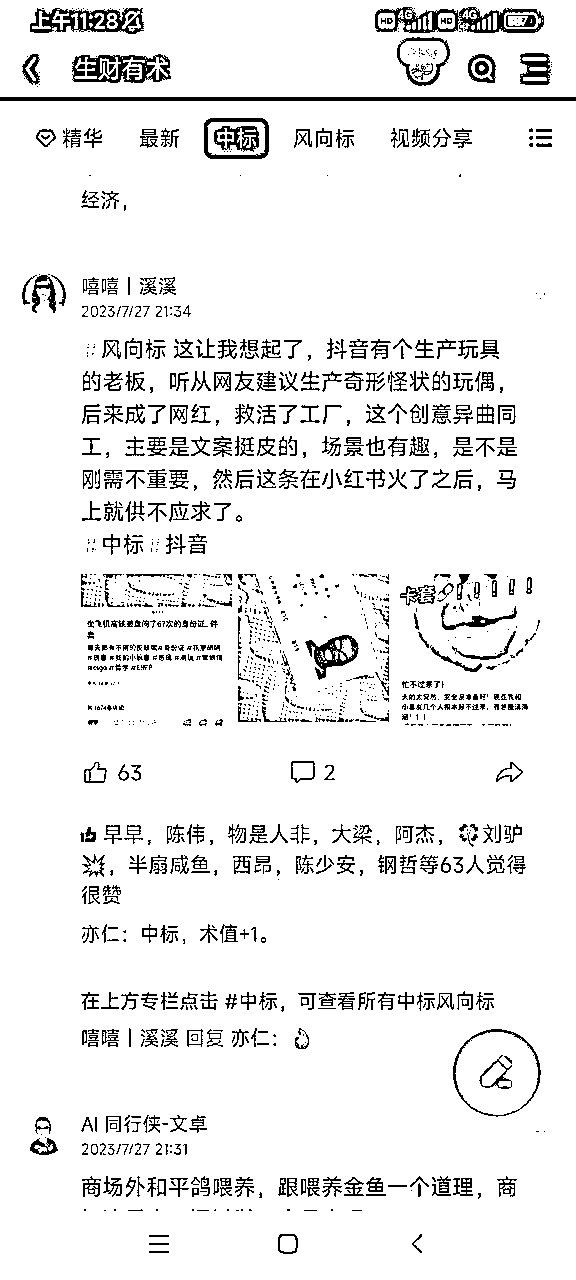 上午11:28
生财有术
精华 最新 中标 风向标 视频分享
经济，
嘻嘻丨溪溪
2023/7/27 21:34
#风向标 这让我想起了，抖音有个生产玩具
的老板，听从网友建议生产奇形怪状的玩偶，
后来成了网红，救活了工厂，这个创意异曲同
工，主要是文案挺皮的，场景也有趣，是不是
刚需不重要，然后这条在小红书火了之后，马
上就供不应求了。
#中标 #抖音
忙不过来了！
63 2
早早，陈伟，物是人非，大梁，阿杰，刘驴
，半扇咸鱼，西昂，陈少安，钢哲等63人觉得
很赞
亦仁：中标，术值+1。
在上方专栏点击 #中标，可查看所有中标风向标
嘻嘻丨溪溪 回复 亦仁：
AI 同行侠-文卓
2023/7/27 21:31
商场外和平鸽喂养，跟喂养金鱼一个道理，商